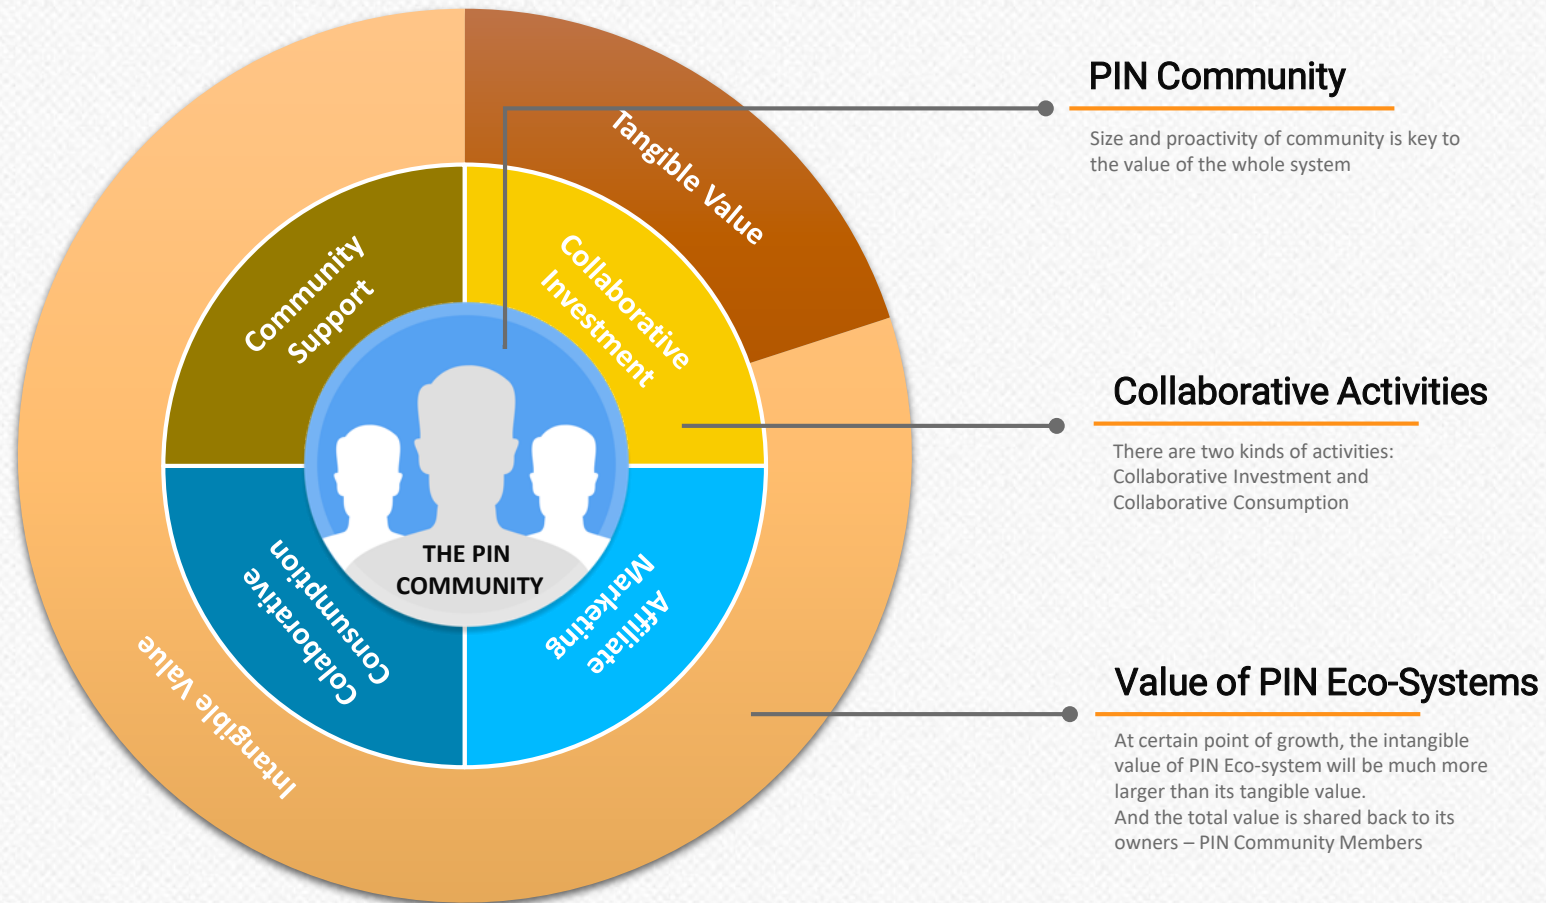 PIN Community
Size and proactivity of community is key to
the value of the whole system
Tangible Value
Community
Support
Collaborative
Investment
Collaborative Activities
There are two kinds of activities:
Collaborative Investment and
Collaborative Consumption
THE PIN
COMMUNITY
Colaborative
Consumption
Affiliate
Marketing
Intangible Value
Value of PIN Eco-Systems
At certain point of growth, the intangible
value of PIN Eco-system will be much more
larger than its tangible value.
And the total value is shared back to its
owners – PIN Community Members